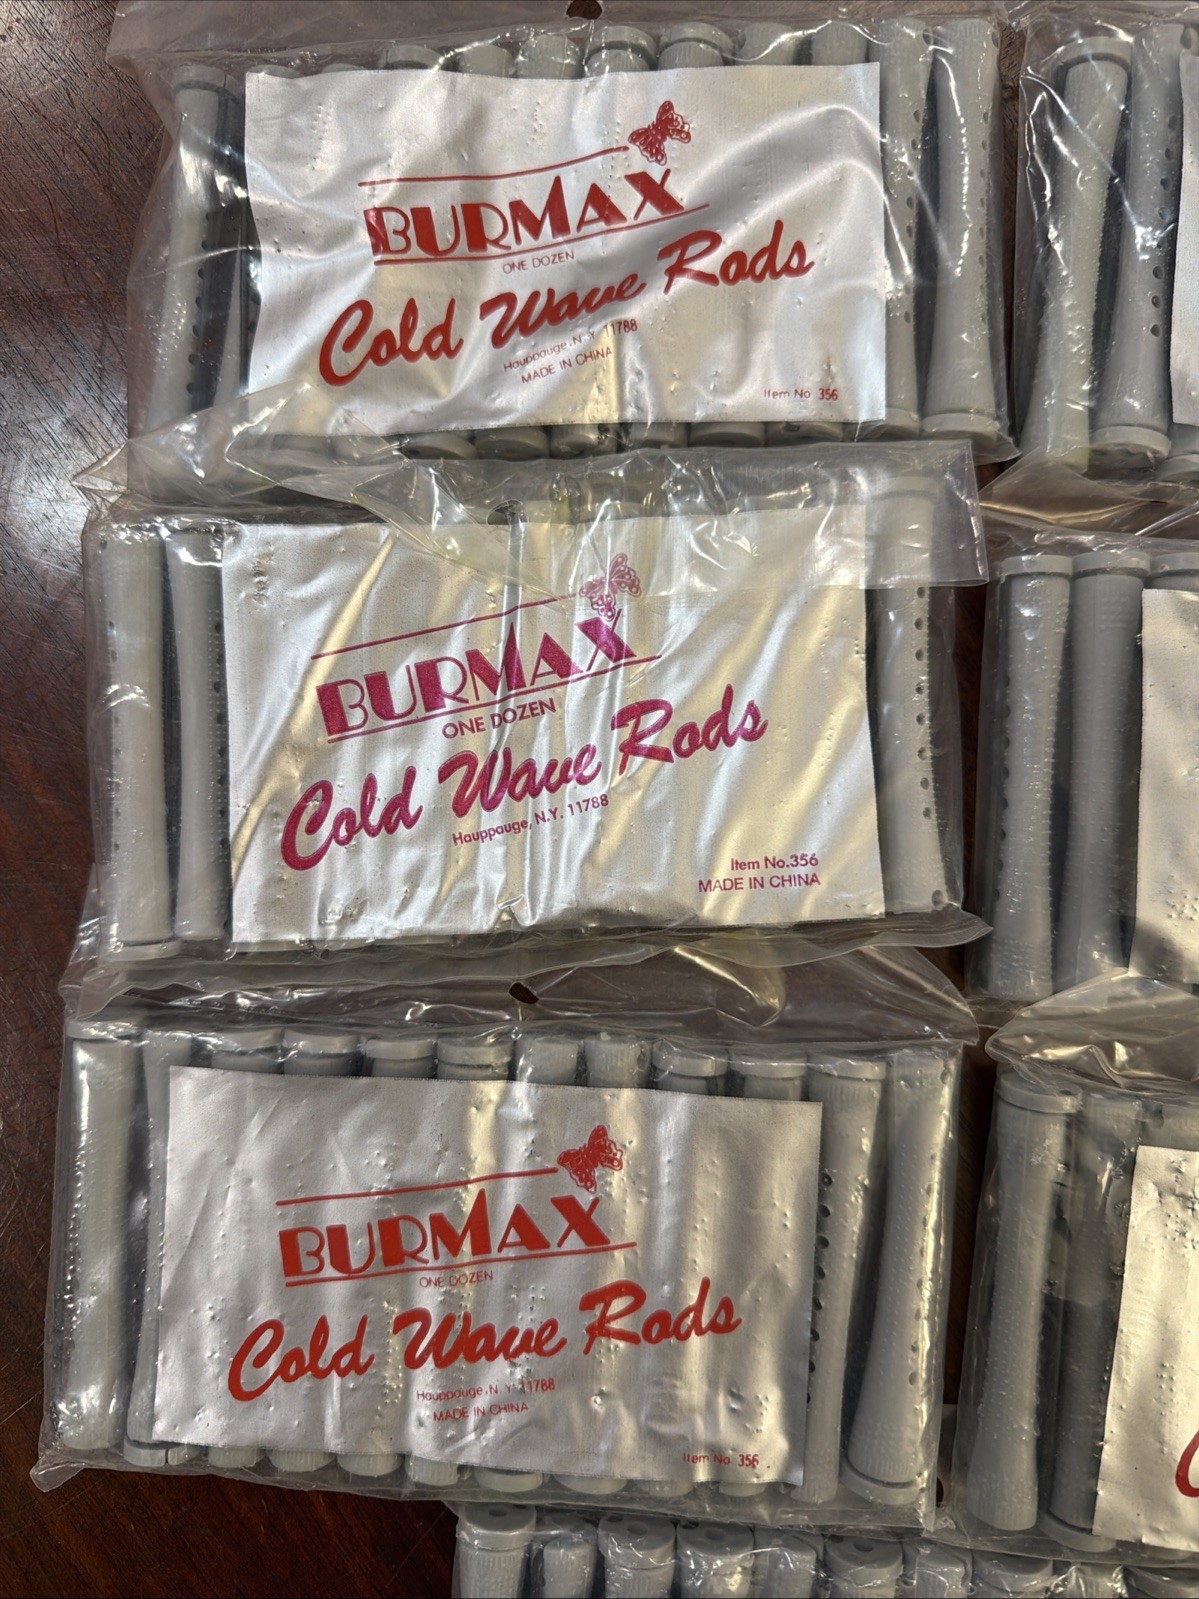 BURMAX
ONE DOZEN
Cold Wave Rods
Hauppauge, N.Y. 11788
MADE IN CHINA
Item No 356
BURMAX
ONE DOZEN
Cold Wave Rods
Hauppauge, N.Y. 11788
Item No.356
MADE IN CHINA
BURMAX
ONE DOZEN
Cold Wave Rods
Hauppauge, N.Y 11788
MADE IN CHINA
Item No 356